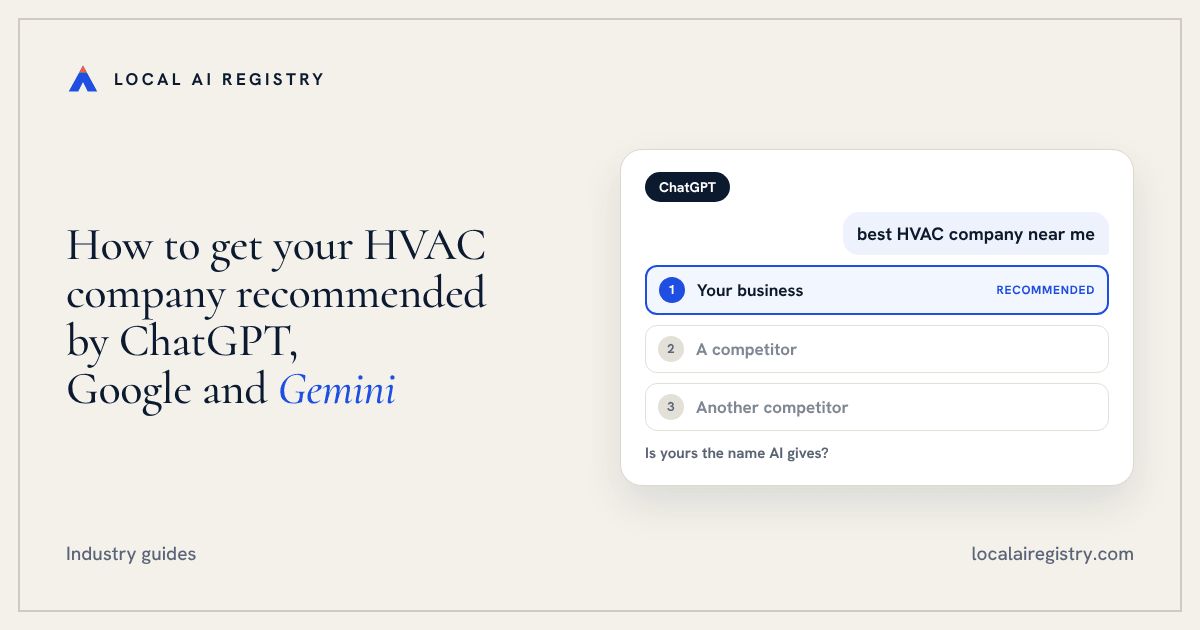 LOCAL AI REGISTRY
How to get your HVAC
company recommended
by ChatGPT,
Google and Gemini
ChatGPT
best HVAC company near me
1 Your business RECOMMENDED
2 A competitor
3 Another competitor
Is yours the name AI gives?
Industry guides
localairegistry.com